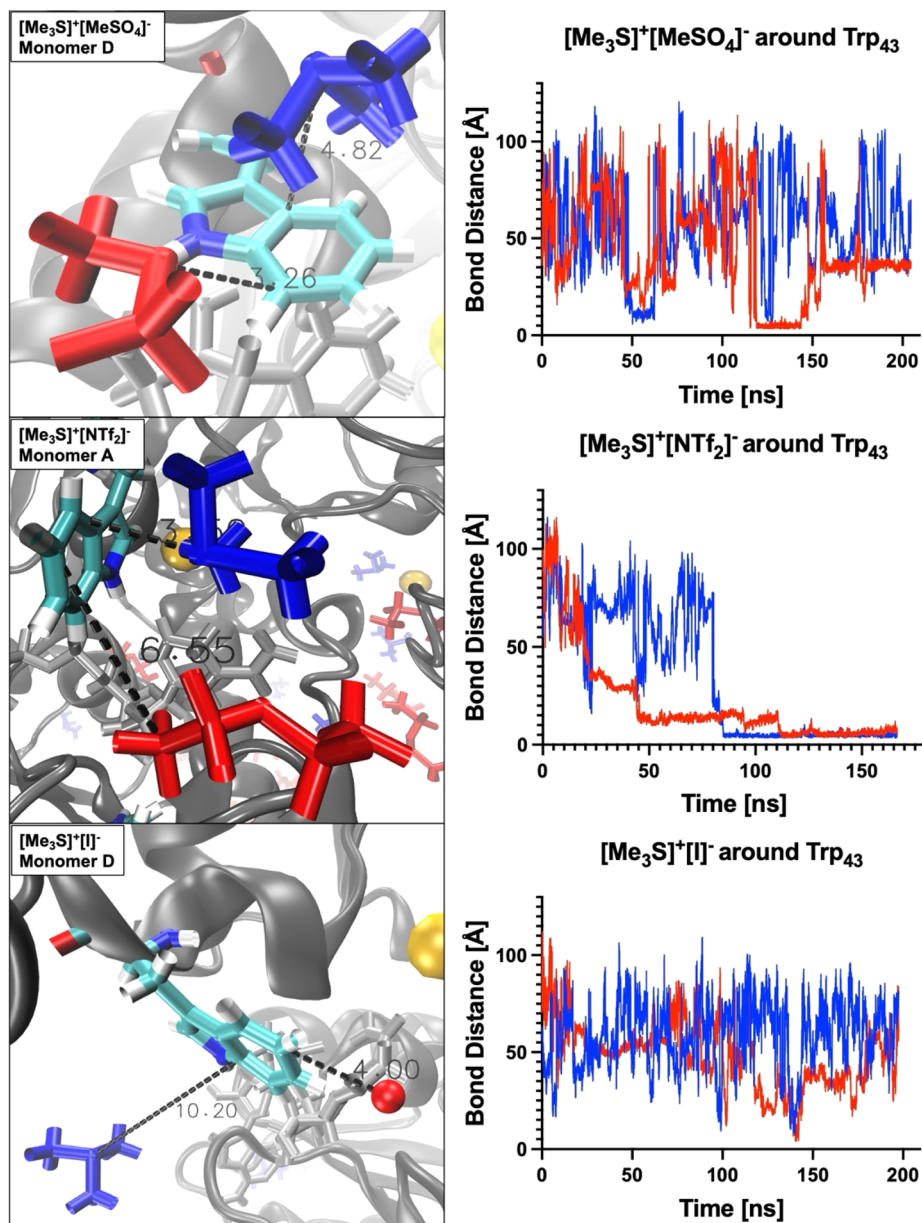 [Me₃S]⁺[MeSO₄]⁻
Monomer D
4.82
3.26
[Me₃S]⁺[MeSO₄]⁻ around Trp₄₃
Bond Distance [Å]
100
50
0
0 50 100 150 200
Time [ns]
[Me₃S]⁺[NTf₂]⁻
Monomer A
6.55
[Me₃S]⁺[NTf₂]⁻ around Trp₄₃
Bond Distance [Å]
100
50
0
0 50 100 150
Time [ns]
[Me₃S]⁺[I]⁻
Monomer D
4.00
10.20
[Me₃S]⁺[I]⁻ around Trp₄₃
Bond Distance [Å]
100
50
0
0 50 100 150 200
Time [ns]